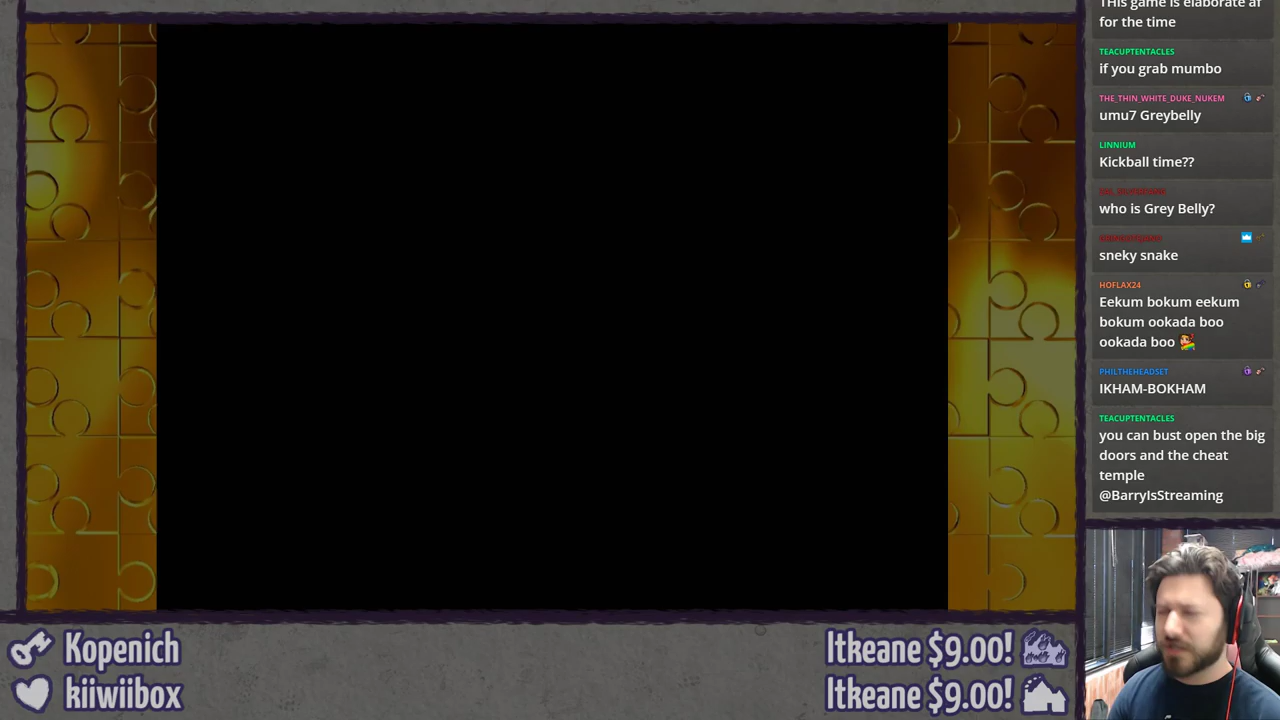 THis game is elaborate af
for the time
TEACUPTENTACLES
if you grab mumbo
THE_THIN_WHITE_DUKE_NUKEM
umu7 Greybelly
LINNIUM
Kickball time??
who is Grey Belly?
sneky snake
HOFLAX24
Eekum bokum eekum
bokum ookada boo
ookada boo
PHILTHEHEADSET
IKHAM-BOKHAM
TEACUPTENTACLES
you can bust open the big
doors and the cheat
temple
@BarryIsStreaming
Kopenich
kiiwiibox
Itkeane $9.00!
Itkeane $9.00!